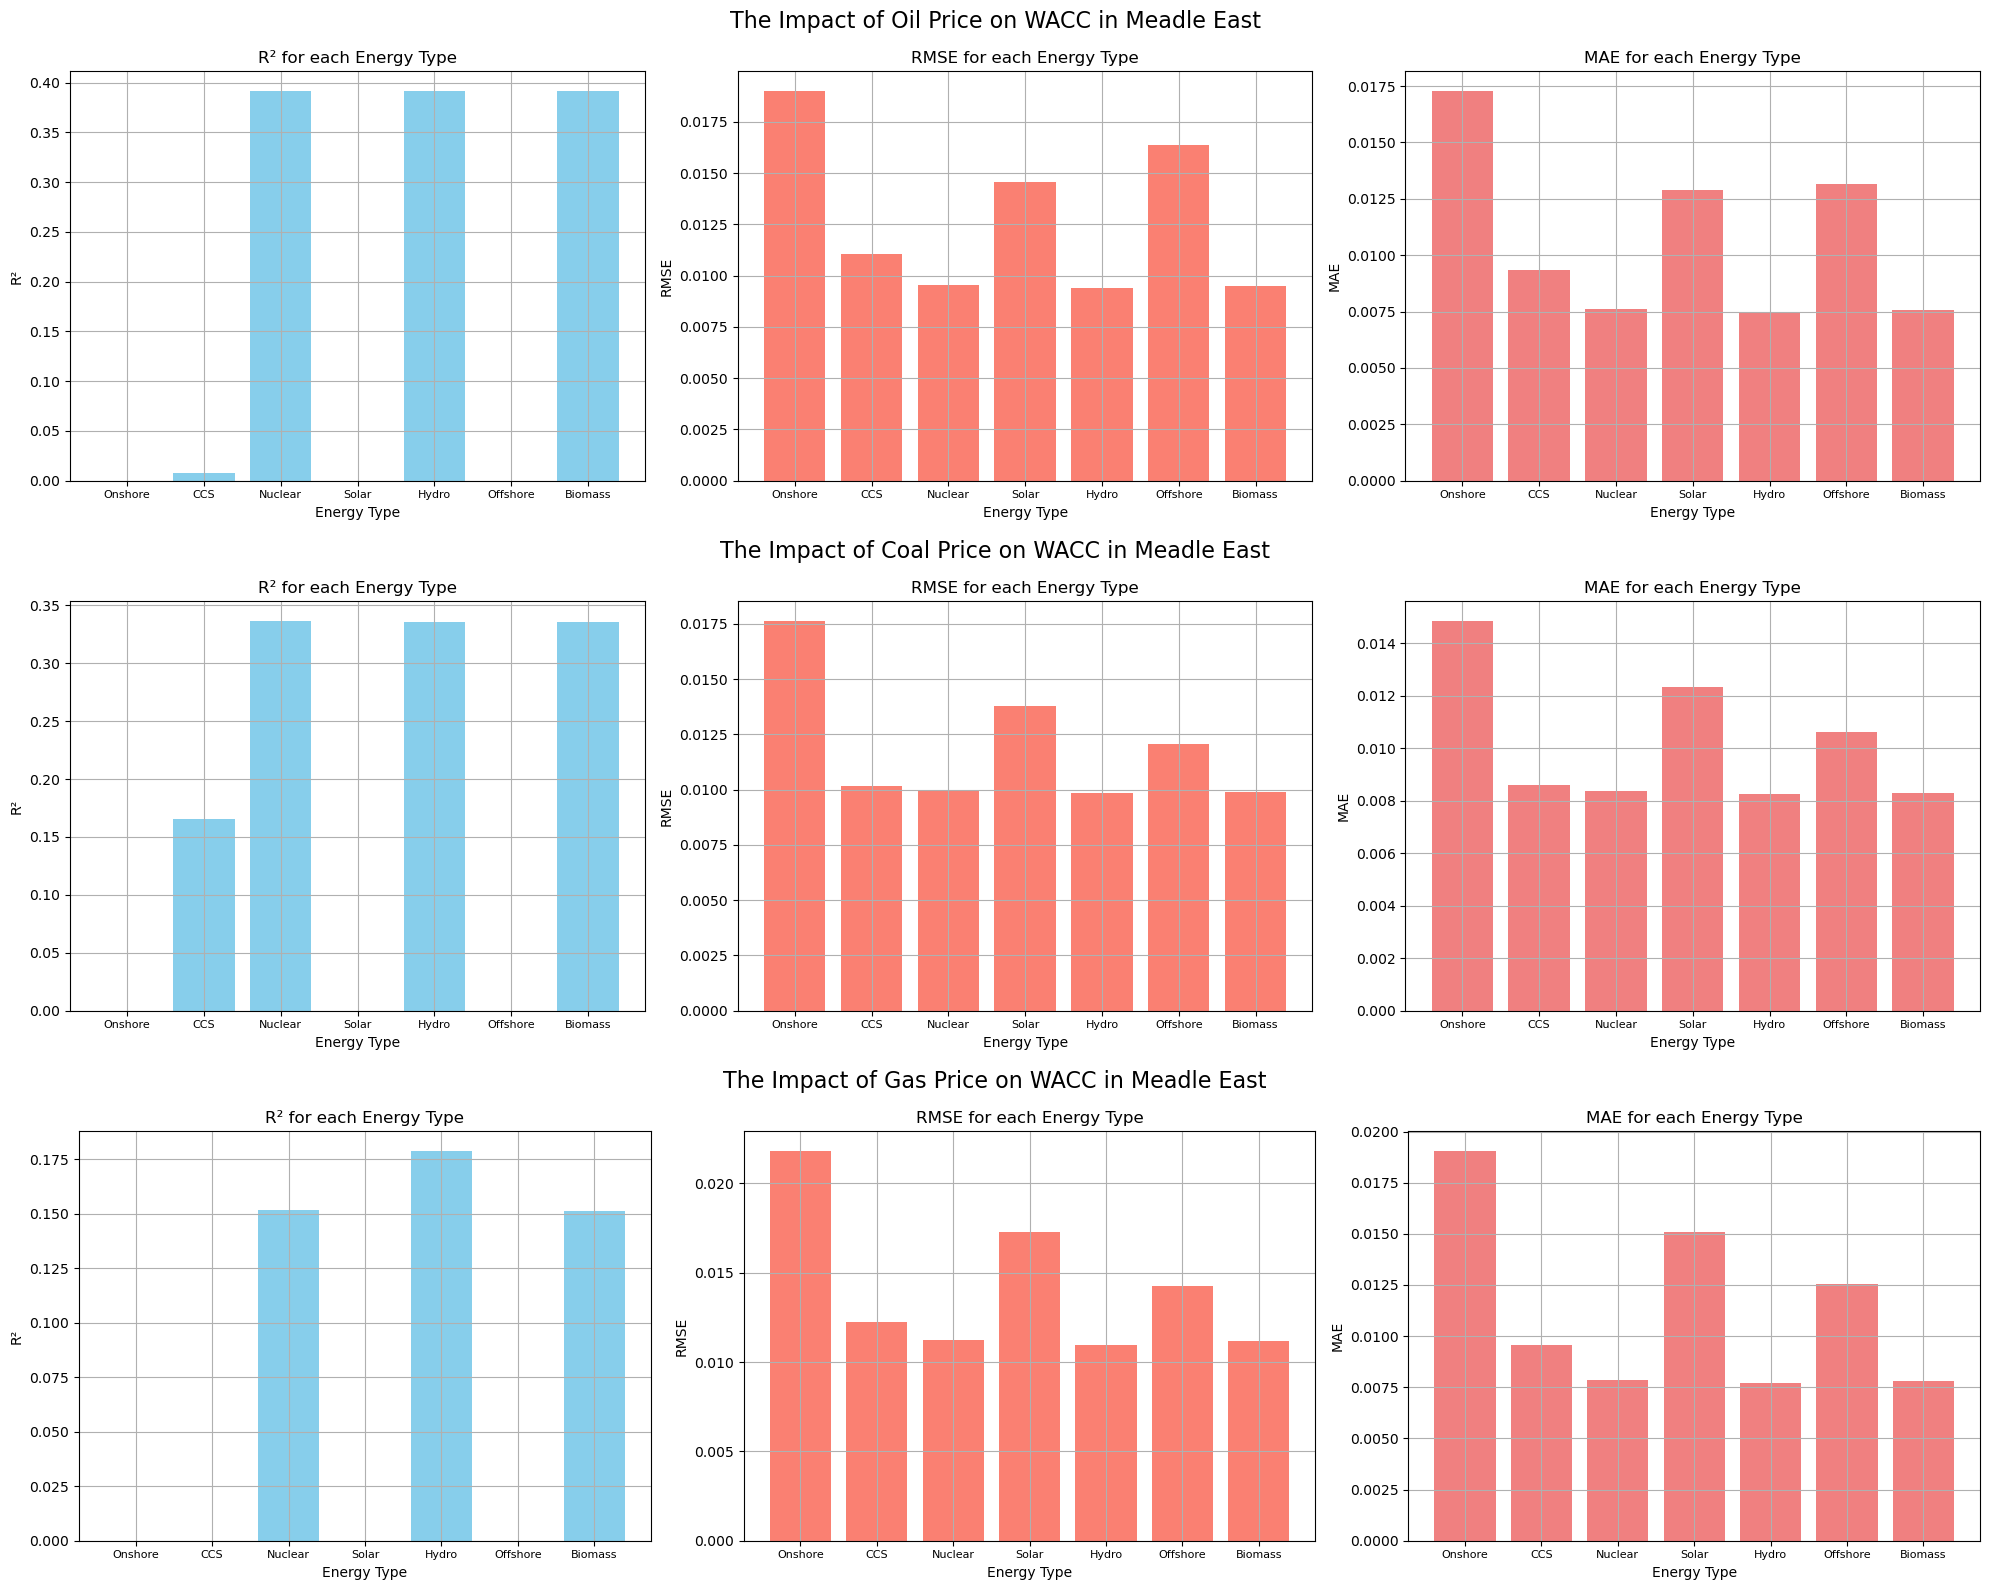 The Impact of Oil Price on WACC in Meadle East
R² for each Energy Type
0.40
0.35
0.30
0.25
0.20
0.15
0.10
0.05
0.00
R²
Onshore CCS Nuclear Solar Hydro Offshore Biomass
Energy Type
RMSE for each Energy Type
0.0175
0.0150
0.0125
0.0100
0.0075
0.0050
0.0025
0.0000
RMSE
Onshore CCS Nuclear Solar Hydro Offshore Biomass
Energy Type
MAE for each Energy Type
0.0175
0.0150
0.0125
0.0100
0.0075
0.0050
0.0025
0.0000
MAE
Onshore CCS Nuclear Solar Hydro Offshore Biomass
Energy Type
The Impact of Coal Price on WACC in Meadle East
R² for each Energy Type
0.35
0.30
0.25
0.20
0.15
0.10
0.05
0.00
R²
Onshore CCS Nuclear Solar Hydro Offshore Biomass
Energy Type
RMSE for each Energy Type
0.0175
0.0150
0.0125
0.0100
0.0075
0.0050
0.0025
0.0000
RMSE
Onshore CCS Nuclear Solar Hydro Offshore Biomass
Energy Type
MAE for each Energy Type
0.014
0.012
0.010
0.008
0.006
0.004
0.002
0.000
MAE
Onshore CCS Nuclear Solar Hydro Offshore Biomass
Energy Type
The Impact of Gas Price on WACC in Meadle East
R² for each Energy Type
0.175
0.150
0.125
0.100
0.075
0.050
0.025
0.000
R²
Onshore CCS Nuclear Solar Hydro Offshore Biomass
Energy Type
RMSE for each Energy Type
0.020
0.015
0.010
0.005
0.000
RMSE
Onshore CCS Nuclear Solar Hydro Offshore Biomass
Energy Type
MAE for each Energy Type
0.0200
0.0175
0.0150
0.0125
0.0100
0.0075
0.0050
0.0025
0.0000
MAE
Onshore CCS Nuclear Solar Hydro Offshore Biomass
Energy Type